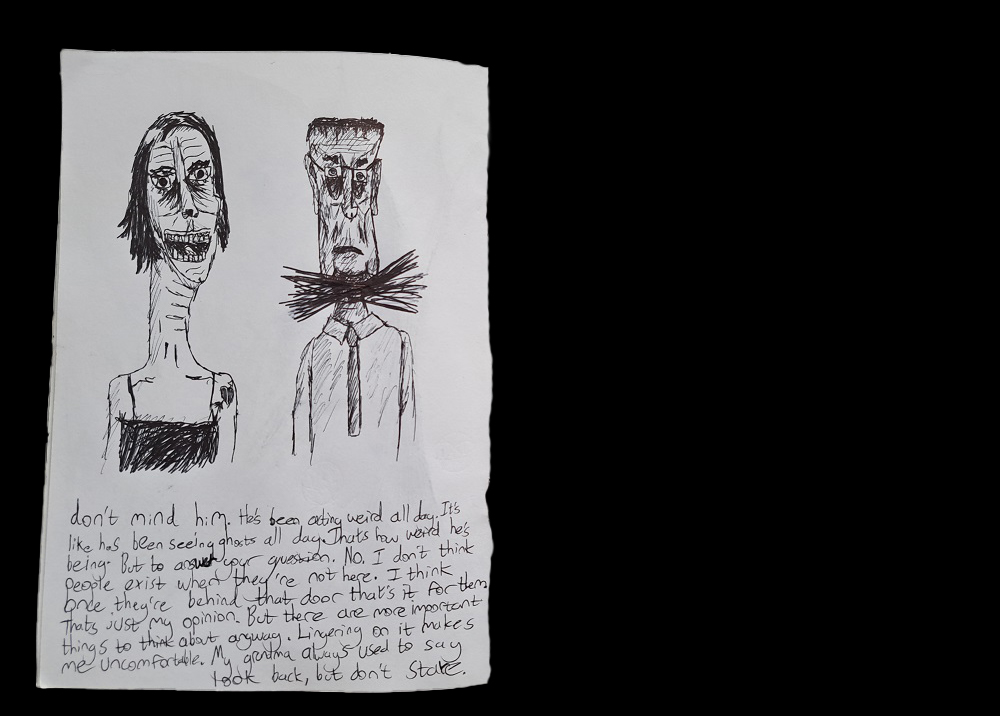 don't mind him. He's been acting weird all day. It's
like he's been seeing ghosts all day. Thats how weird he's
being. But to answer your question. No. I don't think
people exist when they're not here. I think
once they're behind that door that's it for them
Thats just my opinion. But there are more important
things to think about anyway. Lingering on it makes
me uncomfortable. My grandma always used to say
look back, but don't stare.